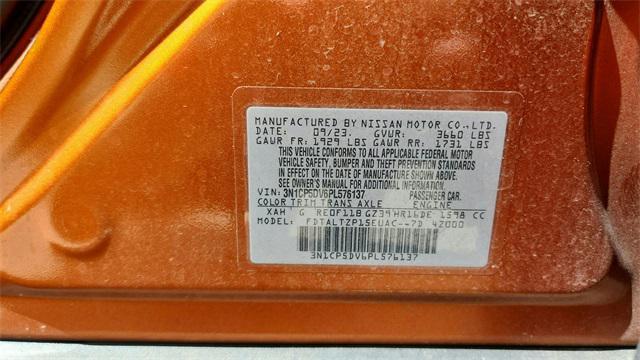 MANUFACTURED BY NISSAN MOTOR CO.,LTD.
DATE: 09/23. GVWR: 3660 LBS
GAWR FR: 1929 LBS GAWR RR: 1731 LBS
THIS VEHICLE CONFORMS TO ALL APPLICABLE FEDERAL MOTOR
VEHICLE SAFETY, BUMPER AND THEFT PREVENTION STANDARDS
IN EFFECT ON THE DATE OF MANUFACTURE SHOWN ABOVE.
SEE OWNER'S MANUAL FOR ADDITIONAL INFORMATION.
VIN: 3N1CP5DV6PL576137 PASSENGER CAR.
COLOR TRIM TRANS AXLE ENGINE
XAH G RE0F11B GZ39 HR16DE 1598 CC
MODEL: FDTALTZP15EUAC--7D 42000
3N1CP5DV6PL576137